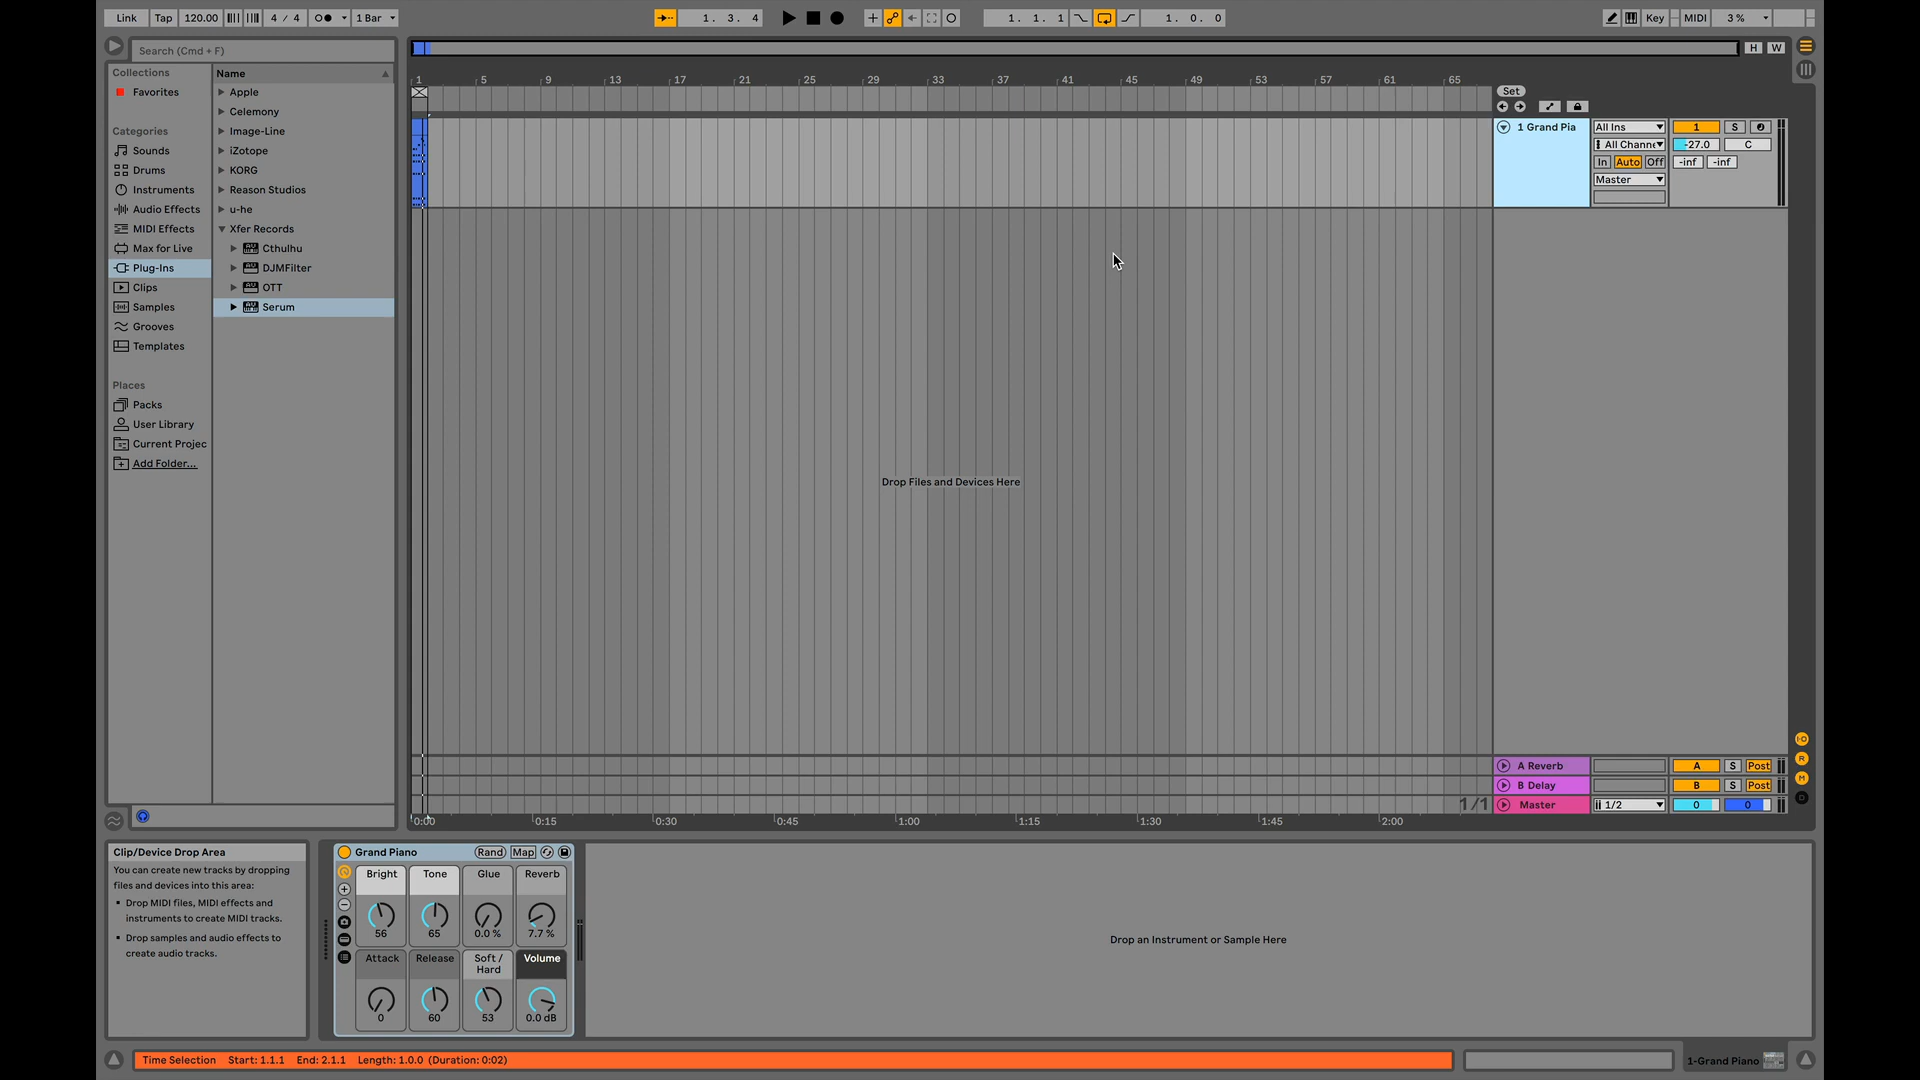 Link Tap 120.00 4 / 4 1 Bar 1. 3. 4 1. 1. 1 1. 0. 0 Key MIDI 3 %
Search (Cmd + F)
H W
Collections
Favorites
Categories
Sounds
Drums
Instruments
Audio Effects
MIDI Effects
Max for Live
Plug-Ins
Clips
Samples
Grooves
Templates
Places
Packs
User Library
Current Projec
Add Folder...
Name
Apple
Celemony
Image-Line
iZotope
KORG
Reason Studios
u-he
Xfer Records
Cthulhu
DJMFilter
OTT
Serum
1 5 9 13 17 21 25 29 33 37 41 45 49 53 57 61 65
Set
1 Grand Pia All Ins 1 S
All Channe -27.0 C
In Auto Off -inf -inf
Master
Drop Files and Devices Here
A Reverb A S Post
B Delay B S Post
1/1 Master 1/2 0 0
0:00 0:15 0:30 0:45 1:00 1:15 1:30 1:45 2:00
I·O
R
M
D
Clip/Device Drop Area
You can create new tracks by dropping
files and devices into this area:
▪ Drop MIDI files, MIDI effects and
instruments to create MIDI tracks.
▪ Drop samples and audio effects to
create audio tracks.
Grand Piano Rand Map
Bright Tone Glue Reverb
56 65 0.0 % 7.7 %
Attack Release Soft / Hard Volume
0 60 53 0.0 dB
Drop an Instrument or Sample Here
Time Selection Start: 1.1.1 End: 2.1.1 Length: 1.0.0 (Duration: 0:02)
1-Grand Piano